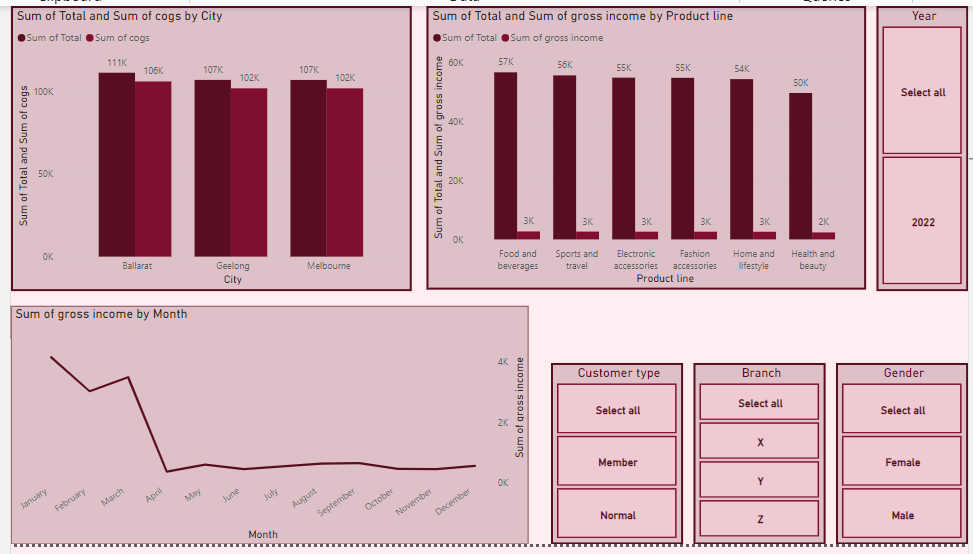 Sum of Total and Sum of cogs by City
Sum of Total Sum of cogs
Sum of Total and Sum of cogs
100K
50K
0K
111K 106K 107K 102K 107K 102K
Ballarat Geelong Melbourne
City
Sum of Total and Sum of gross income by Product line
Sum of Total Sum of gross income
Sum of Total and Sum of gross income
60K
40K
20K
0K
57K 56K 55K 55K 54K 50K
3K 3K 3K 3K 3K 2K
Food and beverages
Sports and travel
Electronic accessories
Fashion accessories
Home and lifestyle
Health and beauty
Product line
Year
Select all
2022
Sum of gross income by Month
4K
2K
0K
Sum of gross income
January February March April May June July August September October November December
Month
Customer type
Select all
Member
Normal
Branch
Select all
X
Y
Z
Gender
Select all
Female
Male